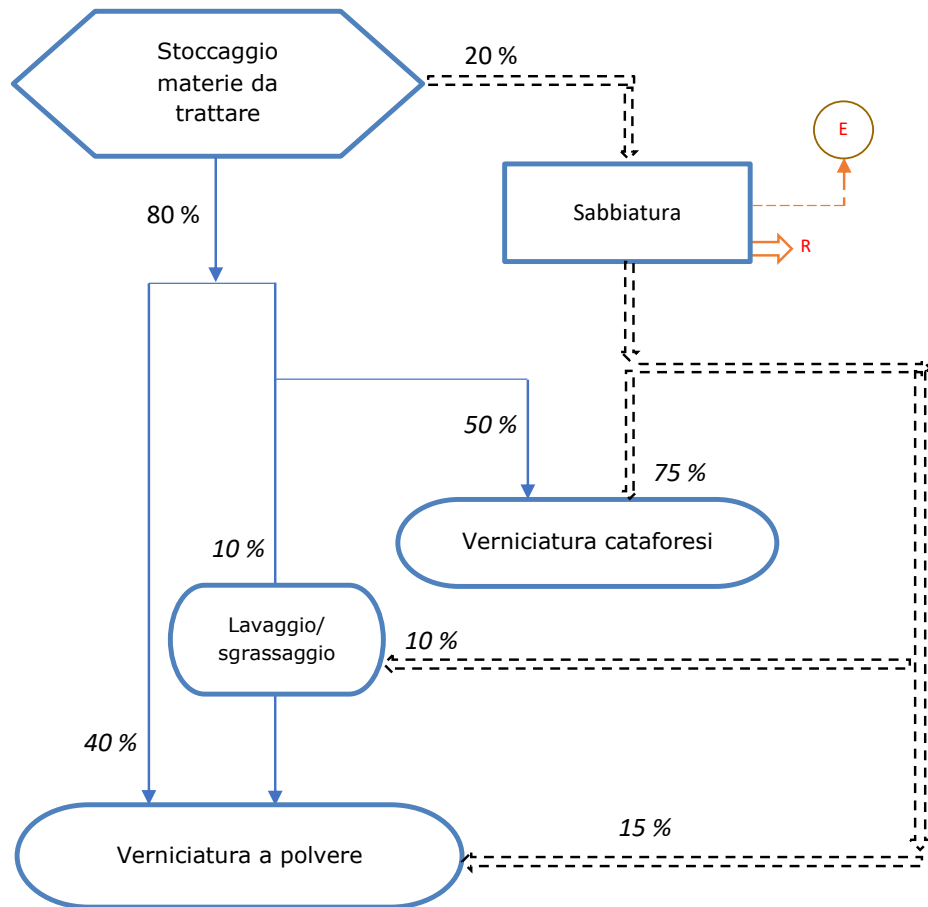 Stoccaggio
materie da
trattare
20 %
E
80 %
Sabbiatura
R
50 %
75 %
Verniciatura cataforesi
10 %
Lavaggio/
sgrassaggio
10 %
40 %
15 %
Verniciatura a polvere